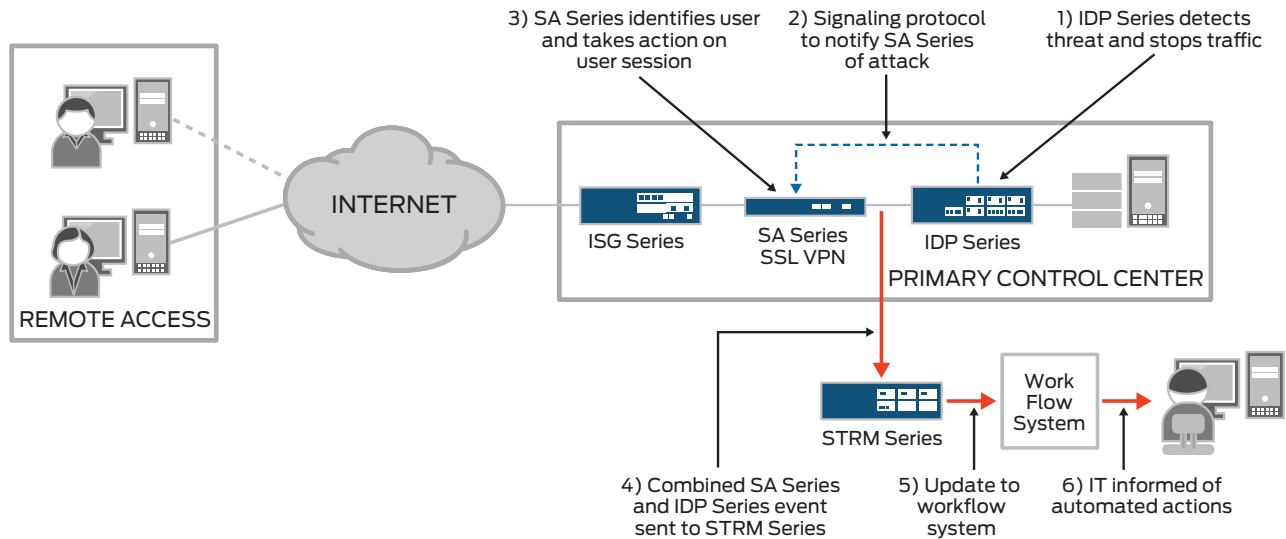 3) SA Series identifies user
and takes action on
user session
2) Signaling protocol
to notify SA Series
of attack
1) IDP Series detects
threat and stops traffic
REMOTE ACCESS
INTERNET
ISG Series
SA Series
SSL VPN
IDP Series
PRIMARY CONTROL CENTER
STRM Series
Work
Flow
System
4) Combined SA Series
and IDP Series event
sent to STRM Series
5) Update to
workflow
system
6) IT informed of
automated actions